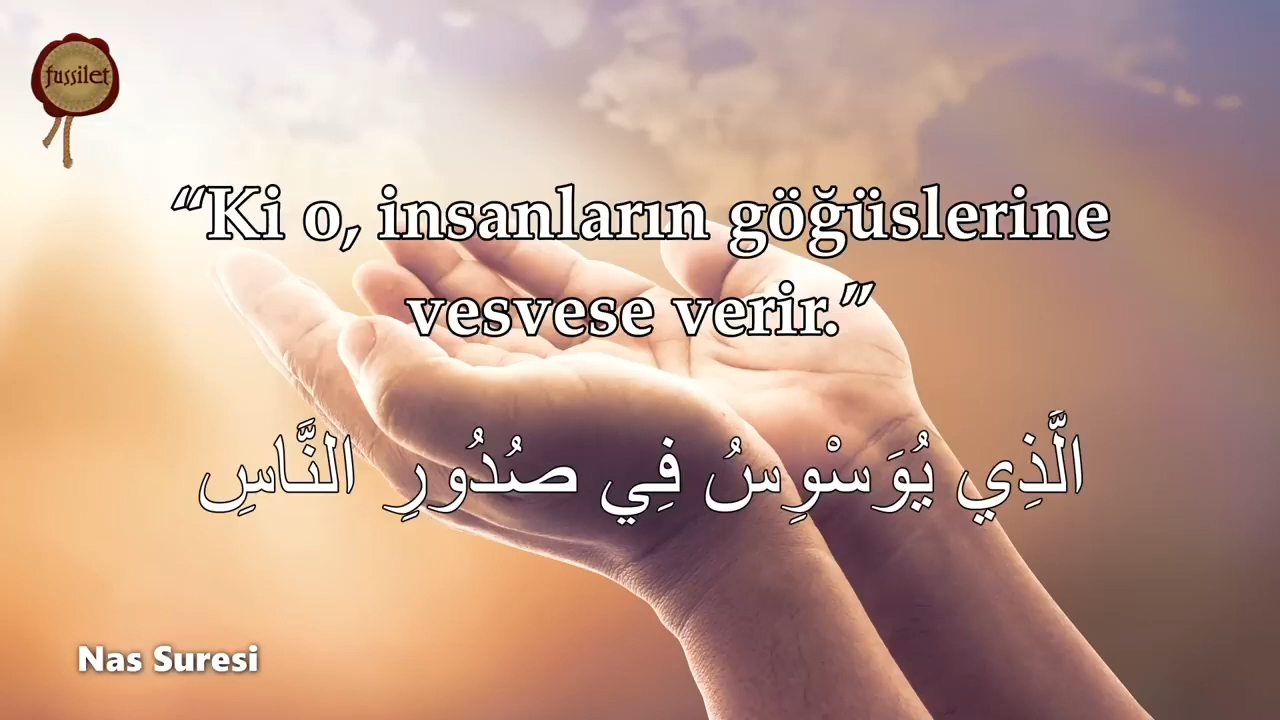 fussilet
“Ki o, insanların göğüslerine
vesvese verir.”
الَّذِي يُوَسْوِسُ فِي صُدُورِ النَّاسِ
Nas Suresi